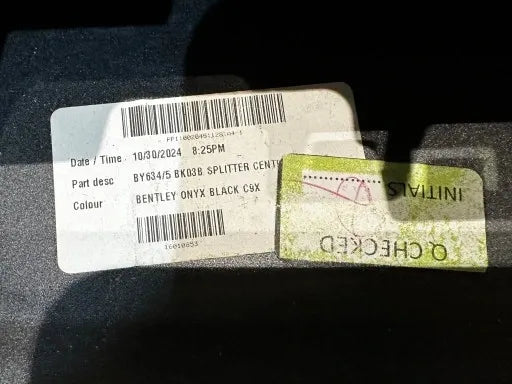 Date / Time 10/30/2024 8:25PM
Part desc BY634/5 BK03B SPLITTER CENT
Colour BENTLEY ONYX BLACK C9X
16010853
Q CHECKED
INITIALS